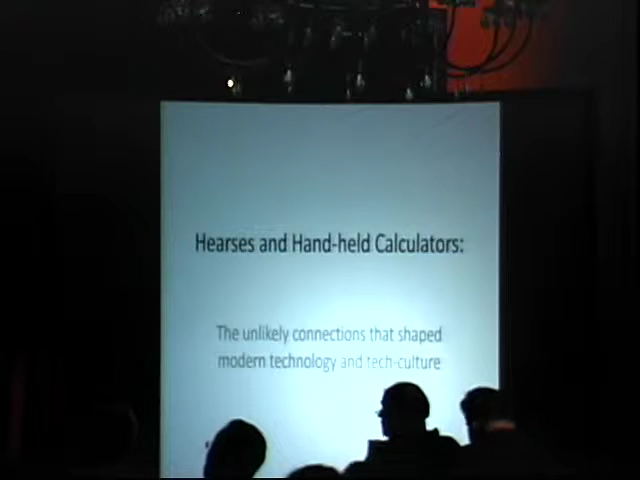 Hearses and Hand-held Calculators:
The unlikely connections that shaped
modern technology and tech-culture